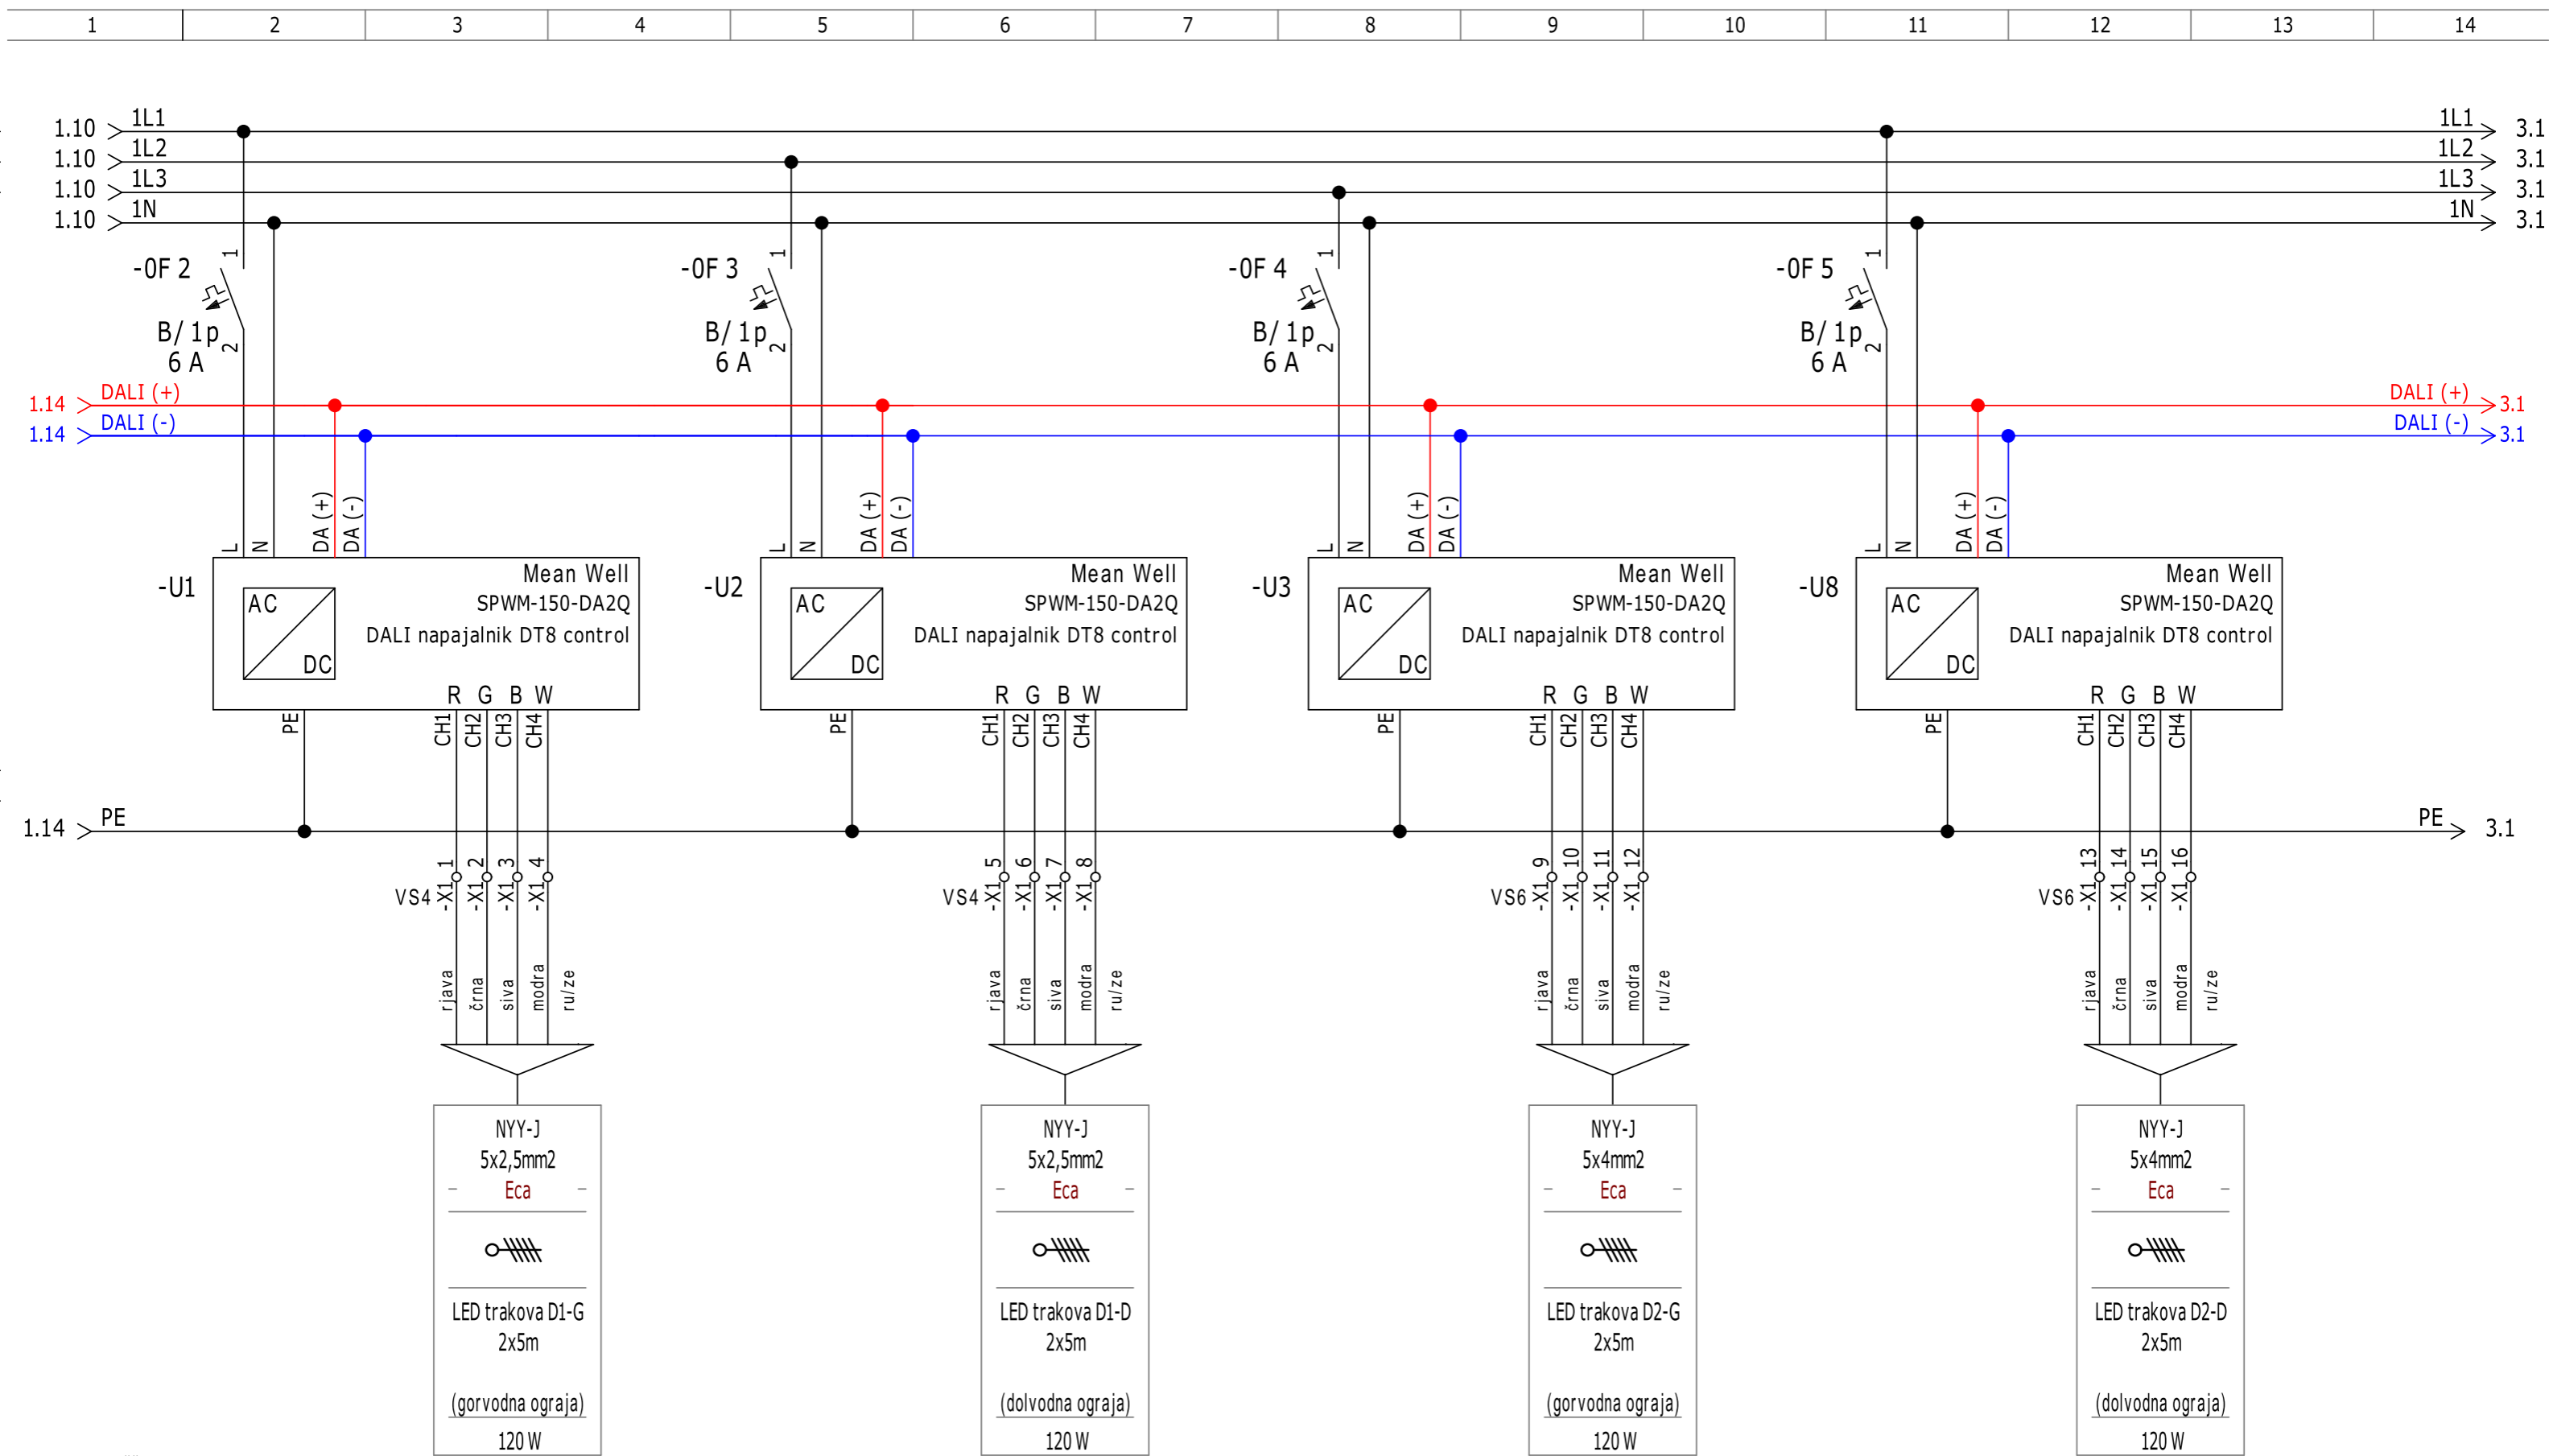 1 2 3 4 5 6 7 8 9 10 11 12 13 14
1.10 1L1 1L1 3.1
1.10 1L2 1L2 3.1
1.10 1L3 1L3 3.1
1.10 1N 1N 3.1
1 1 1 1
-0F 2 -0F 3 -0F 4 -0F 5
B/ 1p 2 B/ 1p 2 B/ 1p 2 B/ 1p 2
6 A 6 A 6 A 6 A
1.14 DALI (+) DALI (+) 3.1
1.14 DALI (-) DALI (-) 3.1
L N DA (+) DA (-) L N DA (+) DA (-) L N DA (+) DA (-) L N DA (+) DA (-)
-U1 -U2 -U3 -U8
Mean Well Mean Well Mean Well Mean Well
AC SPWM-150-DA2Q AC SPWM-150-DA2Q AC SPWM-150-DA2Q AC SPWM-150-DA2Q
DALI napajalnik DT8 control DALI napajalnik DT8 control DALI napajalnik DT8 control DALI napajalnik DT8 control
DC DC DC DC
R G B W R G B W R G B W R G B W
PE CH1 CH2 CH3 CH4 PE CH1 CH2 CH3 CH4 PE CH1 CH2 CH3 CH4 PE CH1 CH2 CH3 CH4
1.14 PE PE 3.1
VS4 -X1 1 -X1 2 -X1 3 -X1 4 VS4 -X1 5 -X1 6 -X1 7 -X1 8 VS6 -X1 9 -X1 10 -X1 11 -X1 12 VS6 -X1 13 -X1 14 -X1 15 -X1 16
rjava črna siva modra ru/ze rjava črna siva modra ru/ze rjava črna siva modra ru/ze rjava črna siva modra ru/ze
NYY-J NYY-J NYY-J NYY-J
5x2,5mm2 5x2,5mm2 5x4mm2 5x4mm2
- Eca - - Eca - - Eca - - Eca -
LED trakova D1-G LED trakova D1-D LED trakova D2-G LED trakova D2-D
2x5m 2x5m 2x5m 2x5m
(gorvodna ograja) (dolvodna ograja) (gorvodna ograja) (dolvodna ograja)
120 W 120 W 120 W 120 W